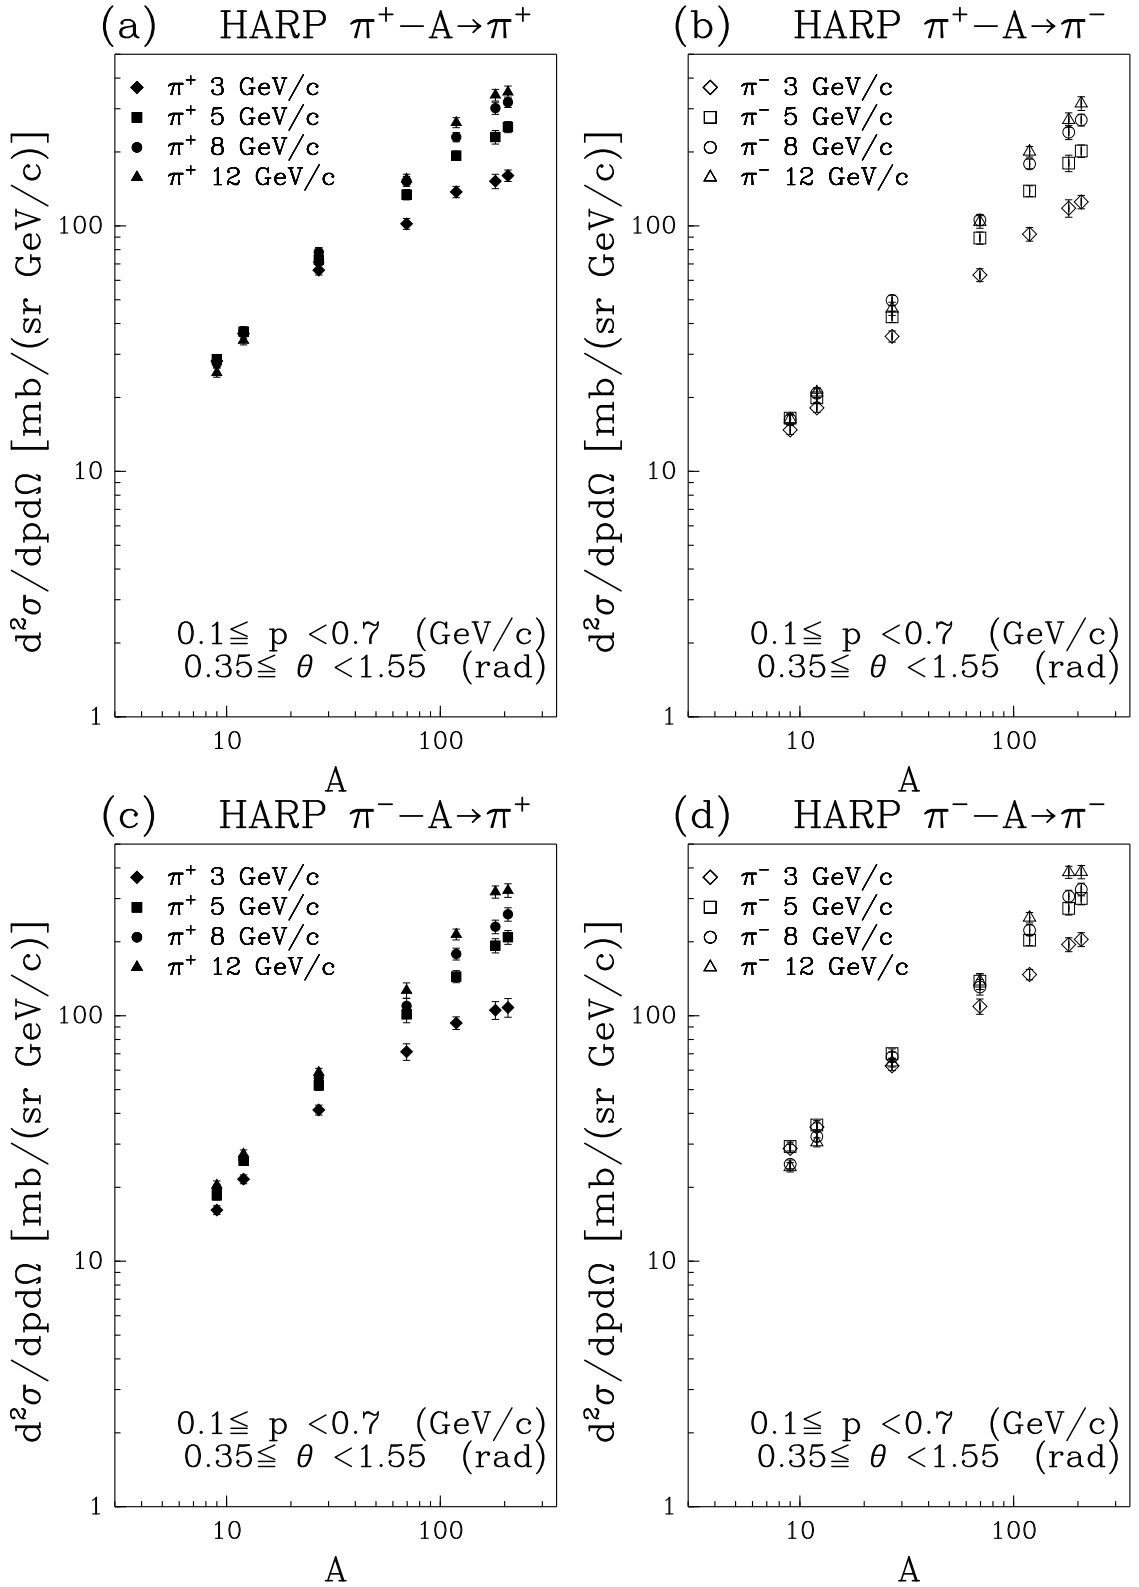 (a) HARP π⁺−A→π⁺
π⁺ 3 GeV/c
π⁺ 5 GeV/c
π⁺ 8 GeV/c
π⁺ 12 GeV/c
d²σ/dpdΩ [mb/(sr GeV/c)]
100
10
1
0.1≦ p <0.7 (GeV/c)
0.35≦ θ <1.55 (rad)
10 100
A
(b) HARP π⁺−A→π⁻
π⁻ 3 GeV/c
π⁻ 5 GeV/c
π⁻ 8 GeV/c
π⁻ 12 GeV/c
d²σ/dpdΩ [mb/(sr GeV/c)]
100
10
1
0.1≦ p <0.7 (GeV/c)
0.35≦ θ <1.55 (rad)
10 100
A
(c) HARP π⁻−A→π⁺
π⁺ 3 GeV/c
π⁺ 5 GeV/c
π⁺ 8 GeV/c
π⁺ 12 GeV/c
d²σ/dpdΩ [mb/(sr GeV/c)]
100
10
1
0.1≦ p <0.7 (GeV/c)
0.35≦ θ <1.55 (rad)
10 100
A
(d) HARP π⁻−A→π⁻
π⁻ 3 GeV/c
π⁻ 5 GeV/c
π⁻ 8 GeV/c
π⁻ 12 GeV/c
d²σ/dpdΩ [mb/(sr GeV/c)]
100
10
1
0.1≦ p <0.7 (GeV/c)
0.35≦ θ <1.55 (rad)
10 100
A